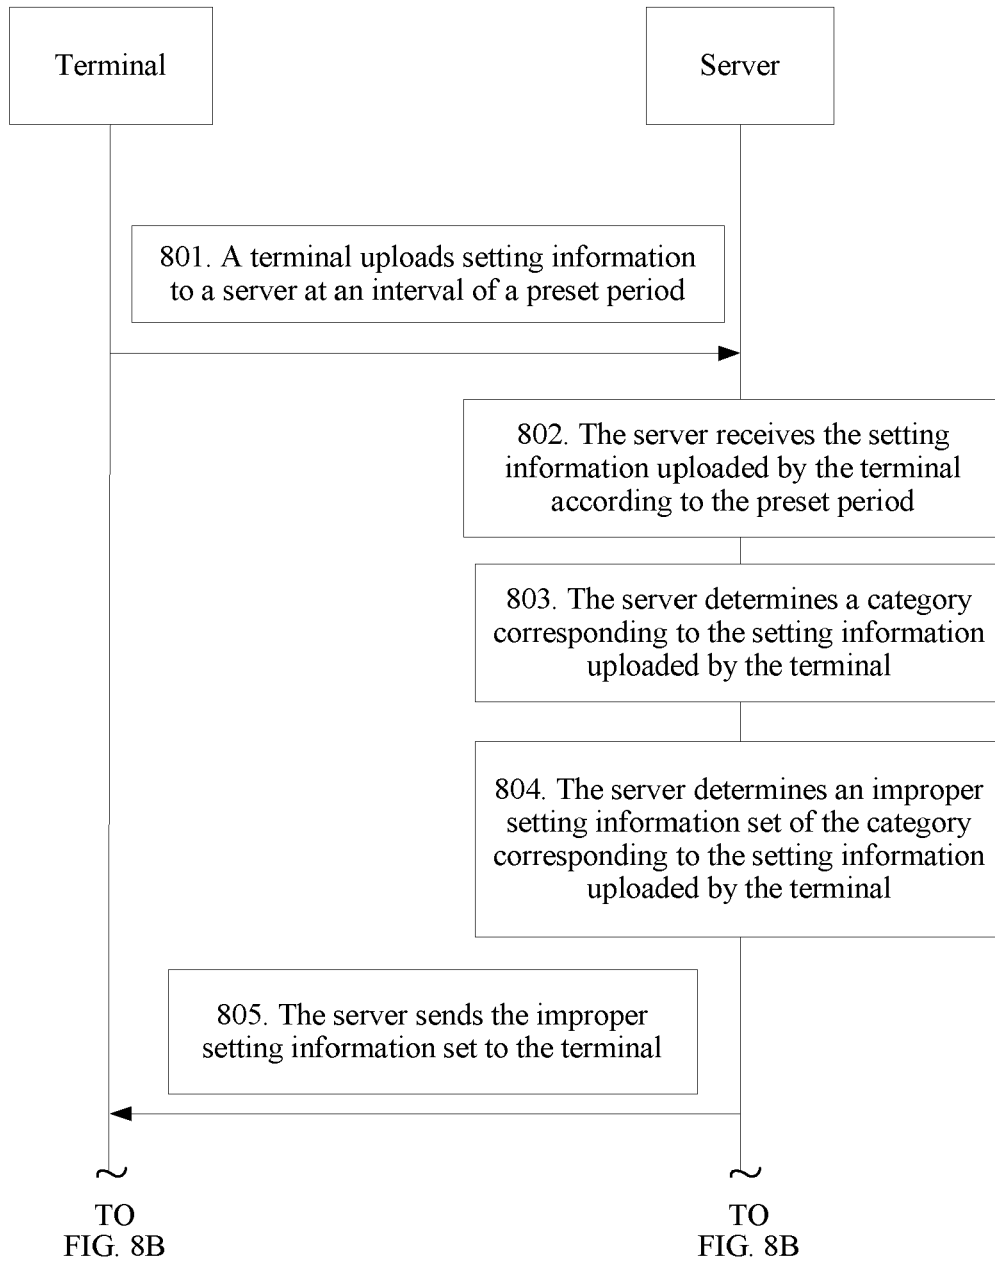 Terminal
Server
801. A terminal uploads setting information
to a server at an interval of a preset period
802. The server receives the setting
information uploaded by the terminal
according to the preset period
803. The server determines a category
corresponding to the setting information
uploaded by the terminal
804. The server determines an improper
setting information set of the category
corresponding to the setting information
uploaded by the terminal
805. The server sends the improper
setting information set to the terminal
TO
FIG. 8B
TO
FIG. 8B